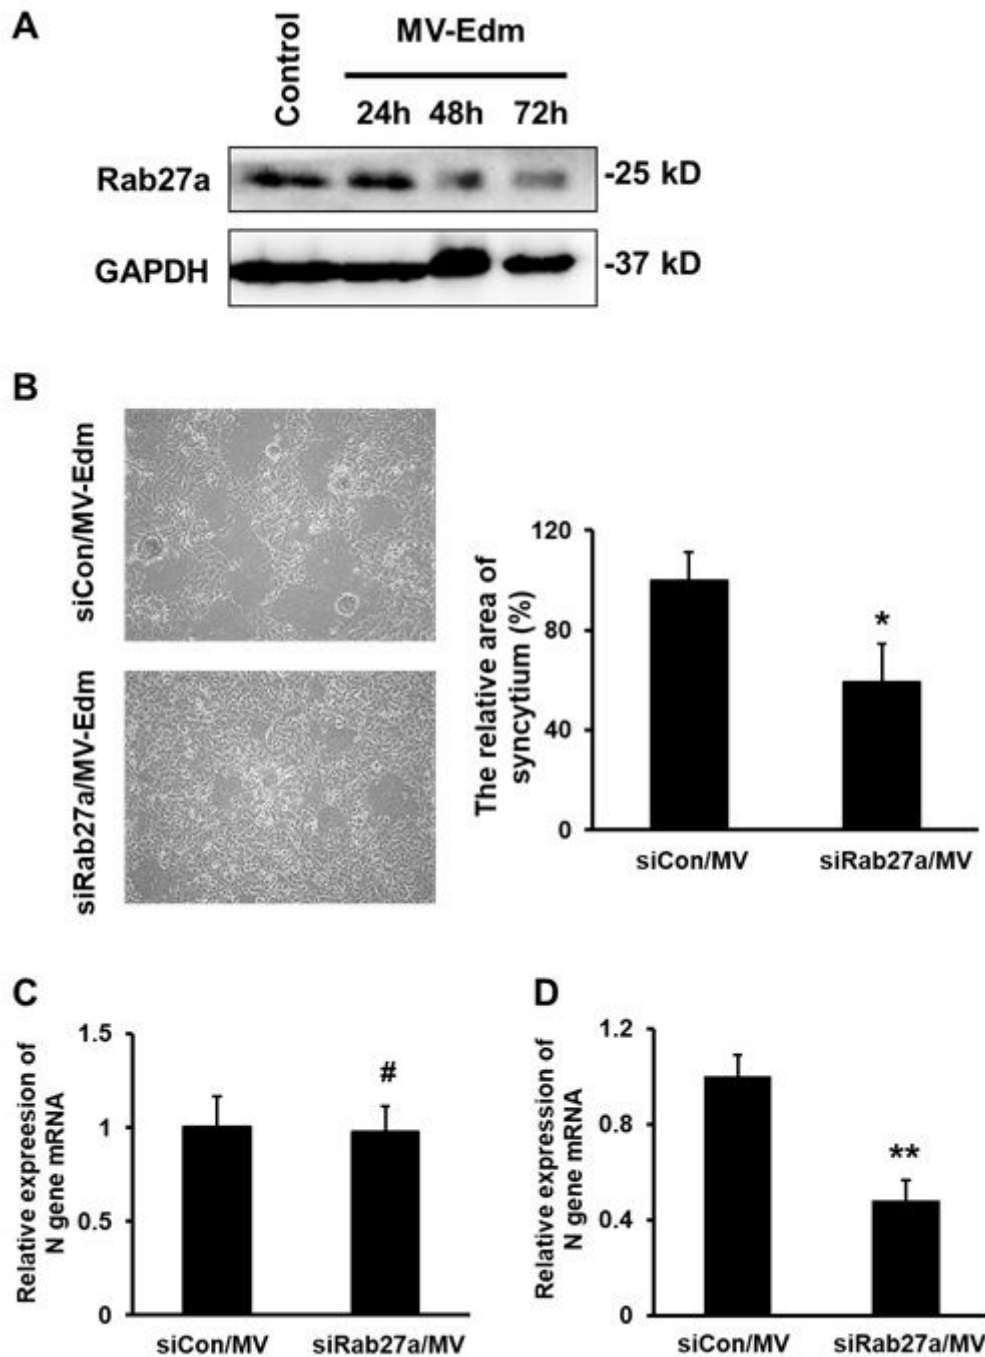 A
Control
MV-Edm
24h 48h 72h
Rab27a
-25 kD
GAPDH
-37 kD
B
siCon/MV-Edm
siRab27a/MV-Edm
The relative area of
syncytium (%)
120
80
40
0
*
siCon/MV siRab27a/MV
C
Relative expreesion of
N gene mRNA
1.5
1
0.5
0
#
siCon/MV siRab27a/MV
D
Relative expression of
N gene mRNA
1.2
0.8
0.4
0
**
siCon/MV siRab27a/MV